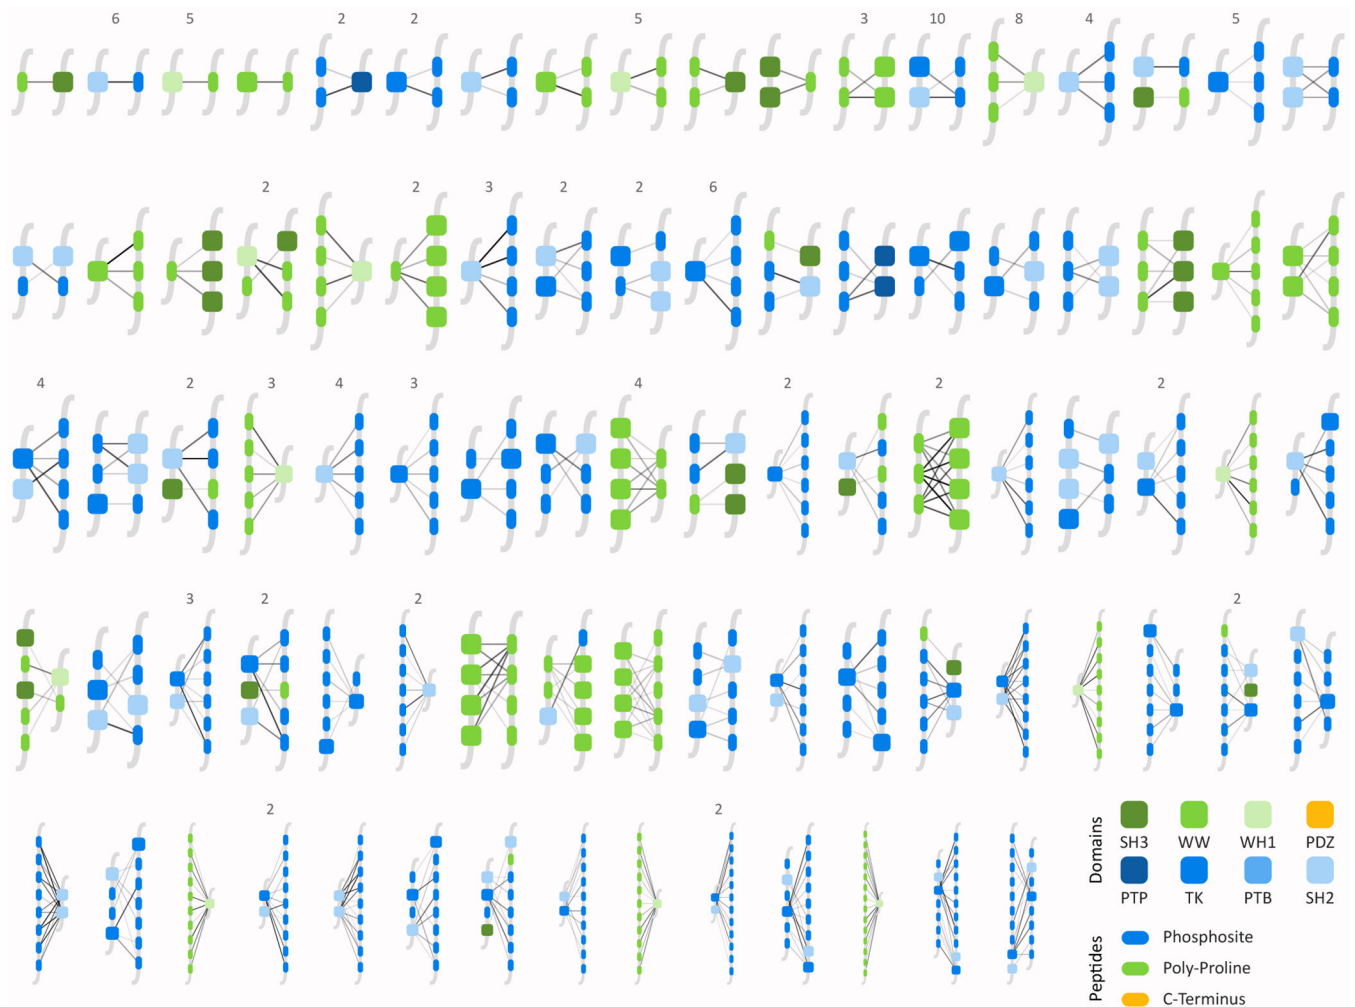 6 5 2 2 5 3 10 8 4 5
2 2 3 2 2 6
4 2 3 4 3 4 2 2 2
3 2 2 2
2 2
Domains
SH3 WW WH1 PDZ
PTP TK PTB SH2
Peptides
Phosphosite
Poly-Proline
C-Terminus